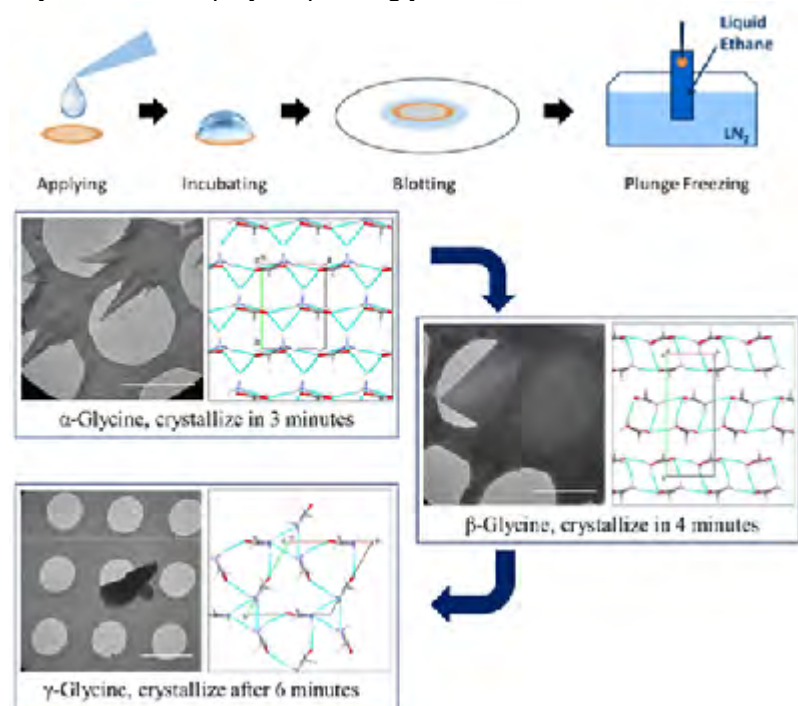 Liquid
Ethane
LN₂
Applying
Incubating
Blotting
Plunge Freezing
α-Glycine, crystallize in 3 minutes
β-Glycine, crystallize in 4 minutes
γ-Glycine, crystallize after 6 minutes